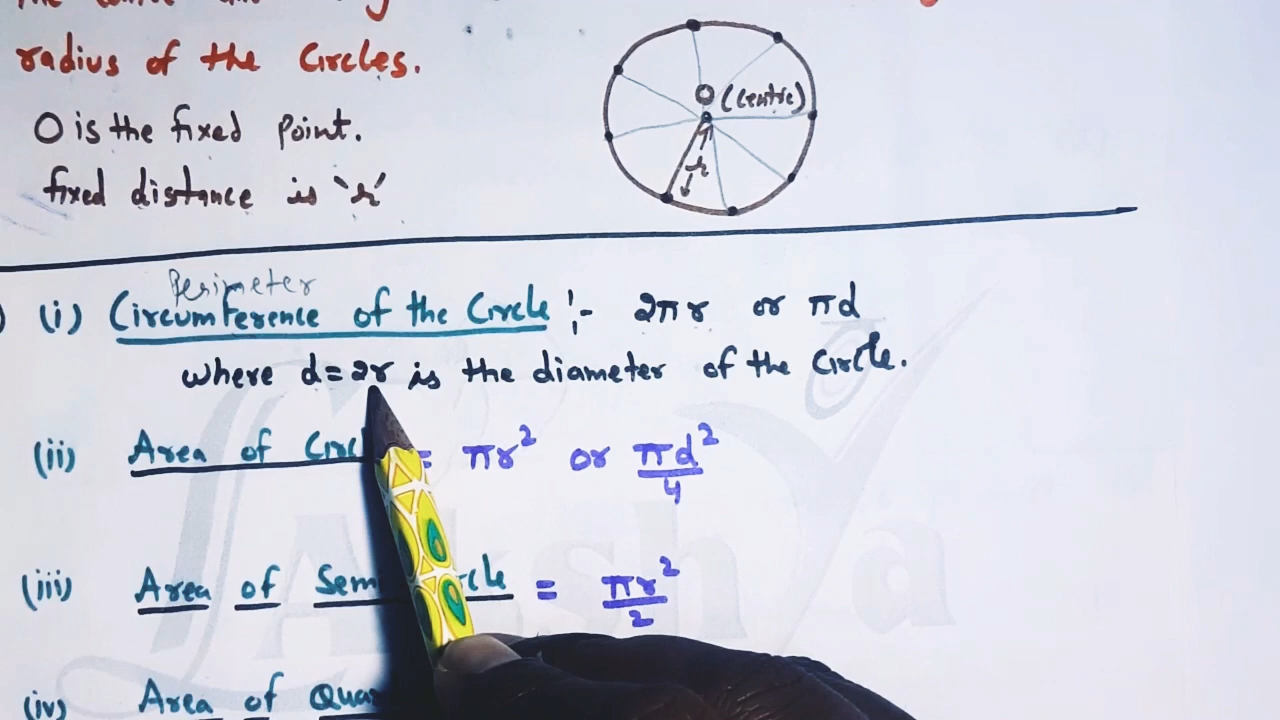 radius of the Circles.
O (centre)
O is the fixed point.
r
fixed distance is 'r'
Perimeter
(i) Circumference of the Circle :- 2πr or πd
where d=2r is the diameter of the Circle.
(ii) Area of = πr² or πd²/4
(iii) Area of = πr²/2
(iv) Area of
Lakshya